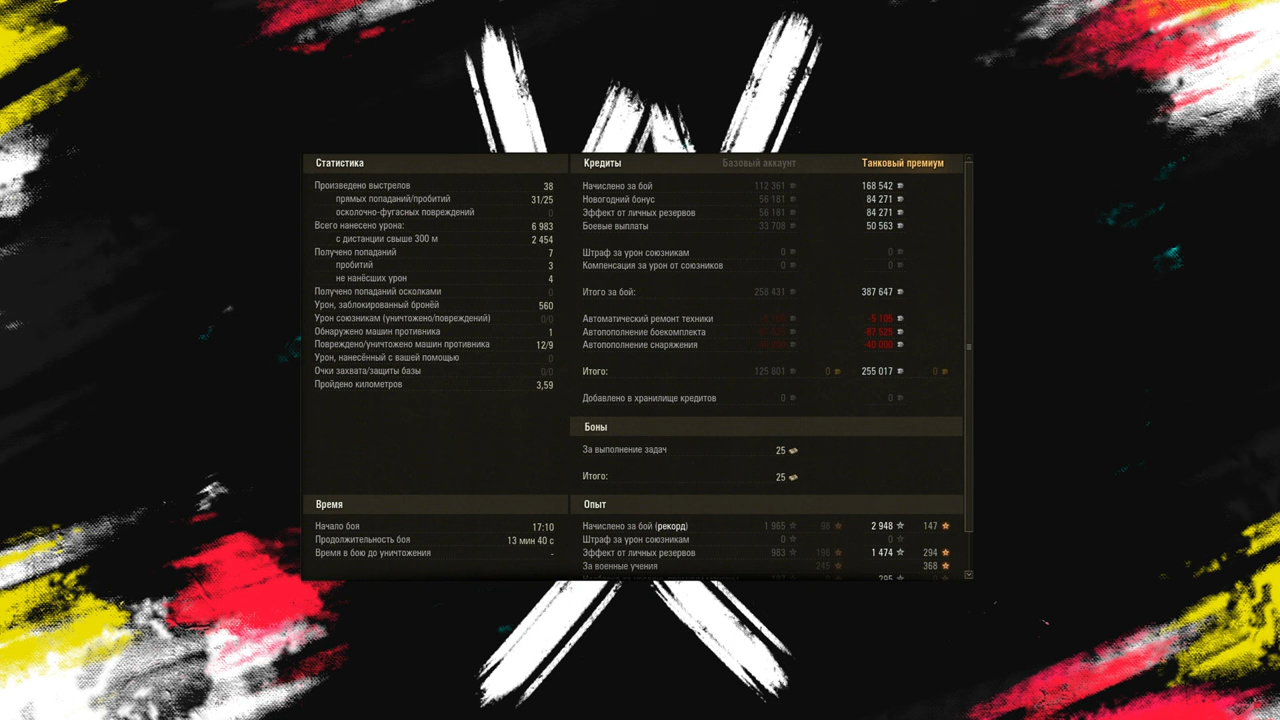 Статистика
Произведено выстрелов 38
прямых попаданий/пробитий 31/25
осколочно-фугасных повреждений 0
Всего нанесено урона: 6 983
с дистанции свыше 300 м 2 454
Получено попаданий 7
пробитий 3
не нанёсших урон 4
Получено попаданий осколками 0
Урон, заблокированный бронёй 560
Урон союзникам (уничтожено/повреждений) 0/0
Обнаружено машин противника 1
Повреждено/уничтожено машин противника 12/9
Урон, нанесённый с вашей помощью 0
Очки захвата/защиты базы 0/0
Пройдено километров 3,59
Время
Начало боя 17:10
Продолжительность боя 13 мин 40 с
Время в бою до уничтожения -
Кредиты Базовый аккаунт Танковый премиум
Начислено за бой 112 361 168 542
Новогодний бонус 56 181 84 271
Эффект от личных резервов 56 181 84 271
Боевые выплаты 33 708 50 563
Штраф за урон союзникам 0 0
Компенсация за урон от союзников 0 0
Итого за бой: 258 431 387 647
Автоматический ремонт техники -5 105
Автопополнение боекомплекта -87 525
Автопополнение снаряжения -40 000
Итого: 125 801 0 255 017 0
Добавлено в хранилище кредитов 0 0
Боны
За выполнение задач 25
Итого: 25
Опыт
Начислено за бой (рекорд) 1 965 98 2 948 147
Штраф за урон союзникам 0 0
Эффект от личных резервов 983 196 1 474 294
За военные учения 245 368